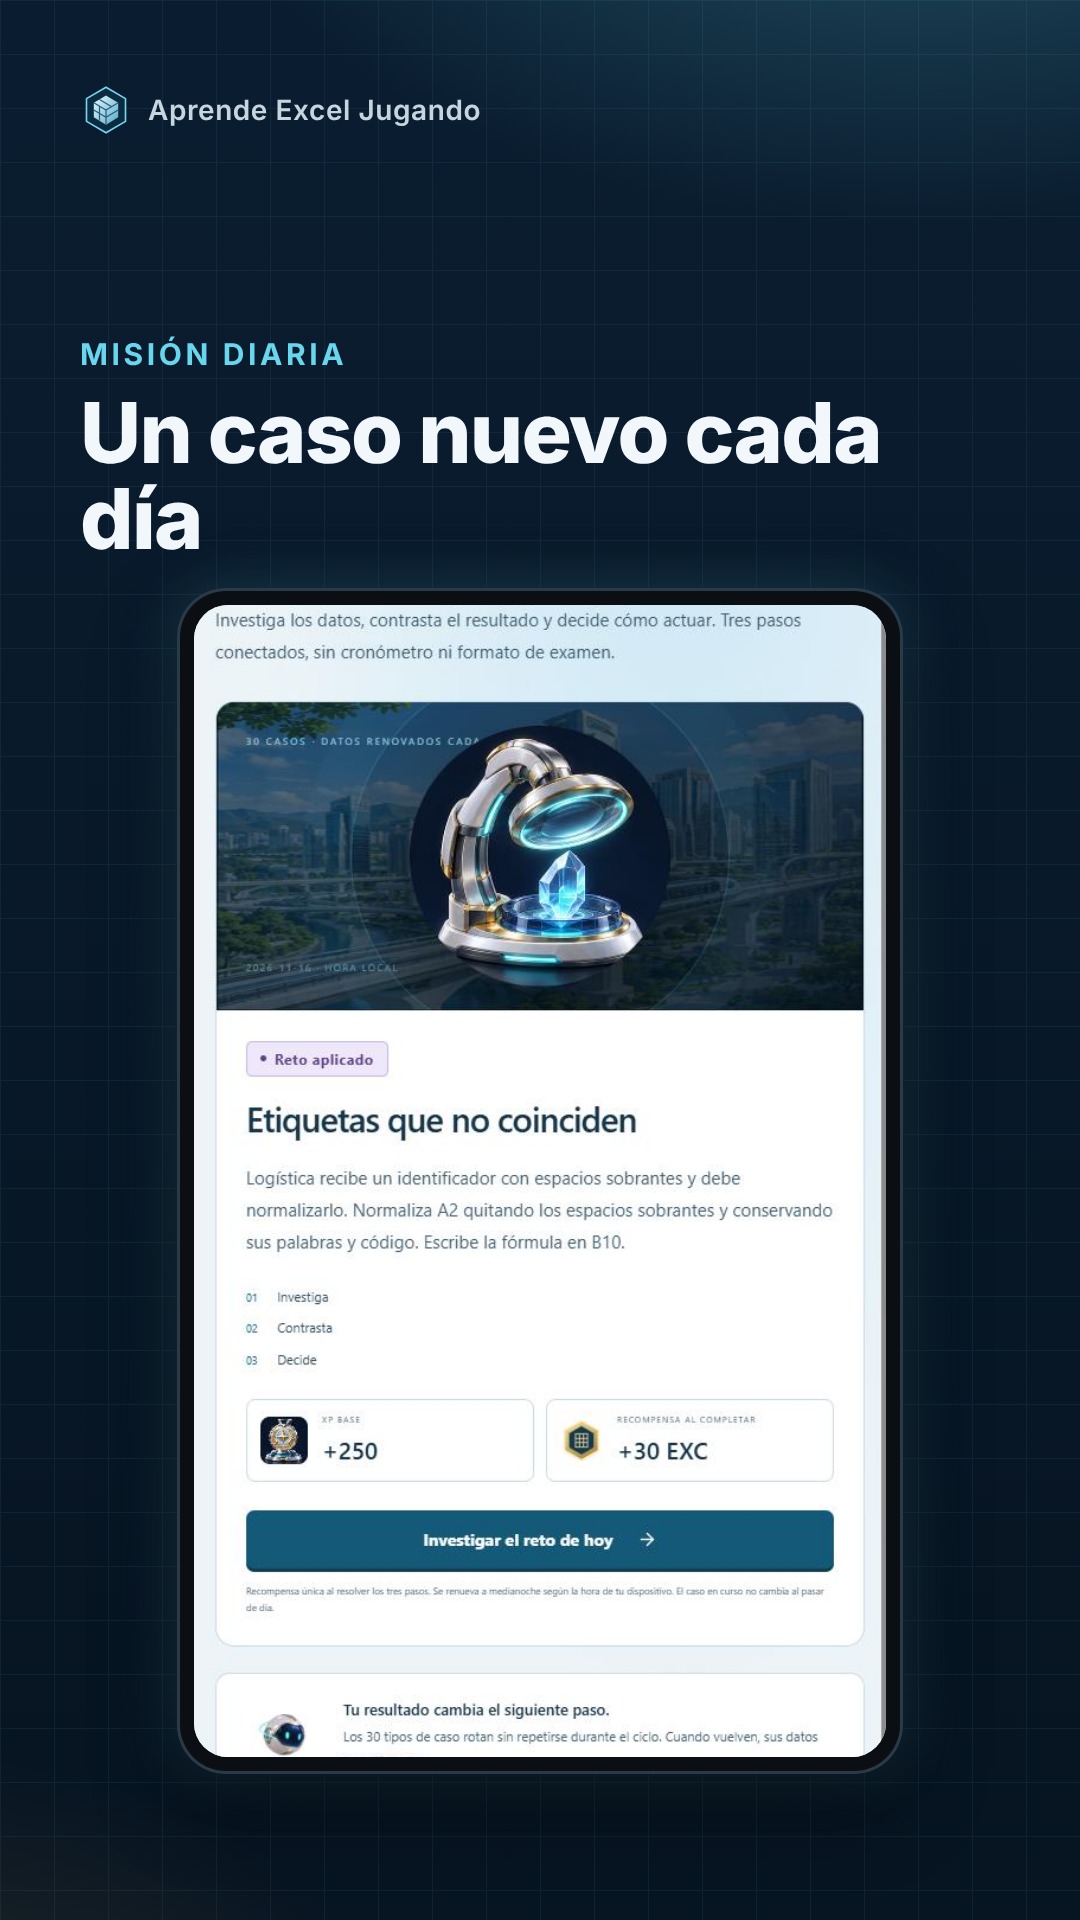 Aprende Excel Jugando
MISIÓN DIARIA
Un caso nuevo cada
día
Investiga los datos, contrasta el resultado y decide cómo actuar. Tres pasos
conectados, sin cronómetro ni formato de examen.
30 CASOS · DATOS RENOVADOS CADA
2026-11-16 · HORA LOCAL
Reto aplicado
Etiquetas que no coinciden
Logística recibe un identificador con espacios sobrantes y debe
normalizarlo. Normaliza A2 quitando los espacios sobrantes y conservando
sus palabras y código. Escribe la fórmula en B10.
01 Investiga
02 Contrasta
03 Decide
XP BASE
+250
RECOMPENSA AL COMPLETAR
+30 EXC
Investigar el reto de hoy →
Recompensa única al resolver los tres pasos. Se renueva a medianoche según la hora de tu dispositivo. El caso en curso no cambia al pasar
de día.
Tu resultado cambia el siguiente paso.
Los 30 tipos de caso rotan sin repetirse durante el ciclo. Cuando vuelven, sus datos